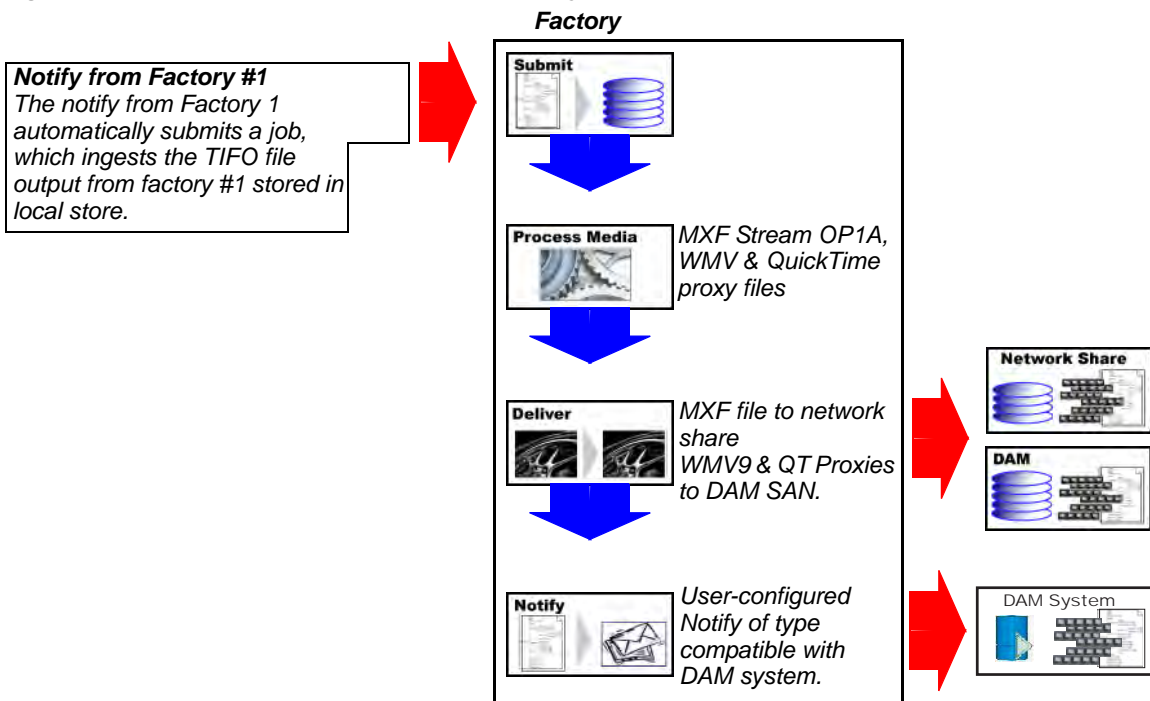 Factory
Notify from Factory #1
The notify from Factory 1
automatically submits a job,
which ingests the TIFO file
output from factory #1 stored in
local store.
Submit
Process Media
MXF Stream OP1A,
WMV & QuickTime
proxy files
Deliver
MXF file to network
share
WMV9 & QT Proxies
to DAM SAN.
Network Share
DAM
Notify
User-configured
Notify of type
compatible with
DAM system.
DAM System